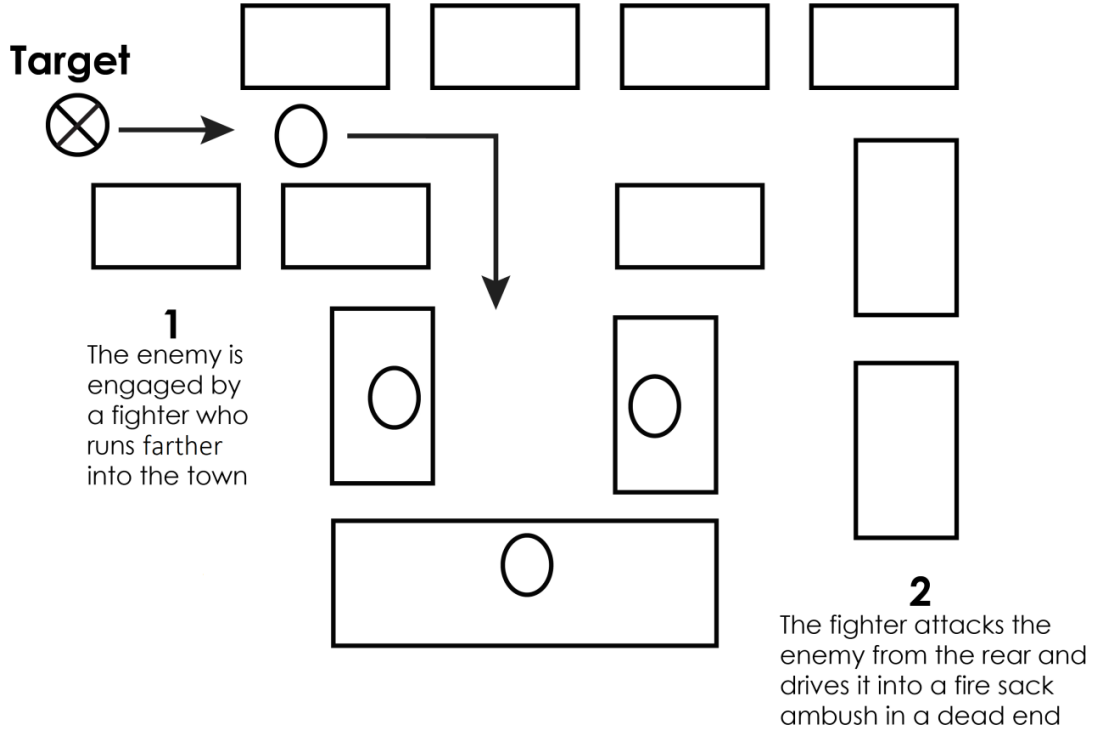 Target
1
The enemy is
engaged by
a fighter who
runs farther
into the town
2
The fighter attacks the
enemy from the rear and
drives it into a fire sack
ambush in a dead end